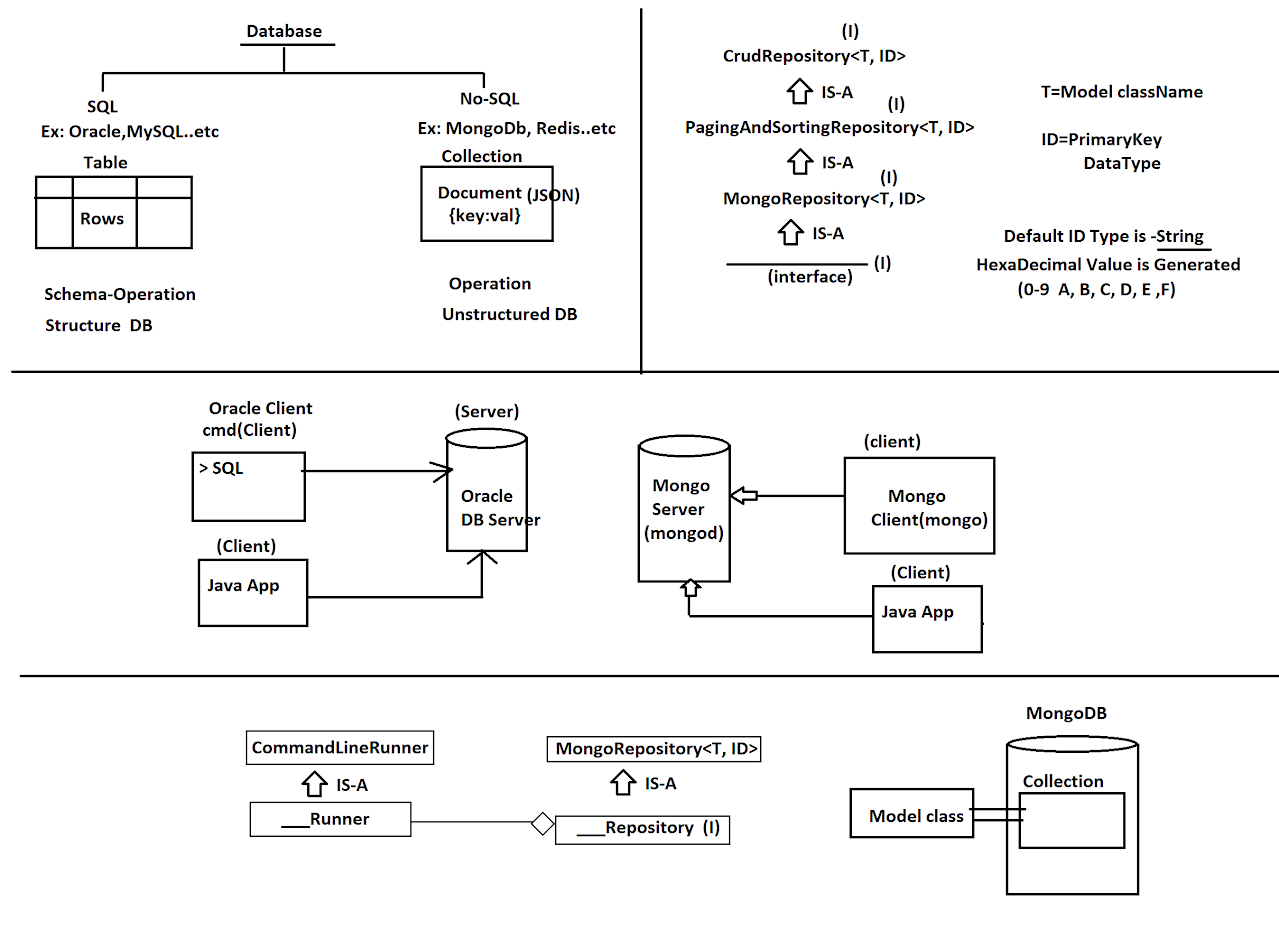 Database
SQL
Ex: Oracle,MySQL..etc
Table
Rows
Schema-Operation
Structure DB
No-SQL
Ex: MongoDb, Redis..etc
Collection
Document (JSON)
{key:val}
Operation
Unstructured DB
(I)
CrudRepository<T, ID>
IS-A
(I)
PagingAndSortingRepository<T, ID>
IS-A
(I)
MongoRepository<T, ID>
IS-A
(I)
(interface)
T=Model className
ID=PrimaryKey
DataType
Default ID Type is -String
HexaDecimal Value is Generated
(0-9 A, B, C, D, E ,F)
Oracle Client
cmd(Client)
> SQL
(Client)
Java App
(Server)
Oracle
DB Server
Mongo
Server
(mongod)
(client)
Mongo
Client(mongo)
(Client)
Java App
CommandLineRunner
IS-A
___Runner
MongoRepository<T, ID>
IS-A
___Repository (I)
MongoDB
Collection
Model class